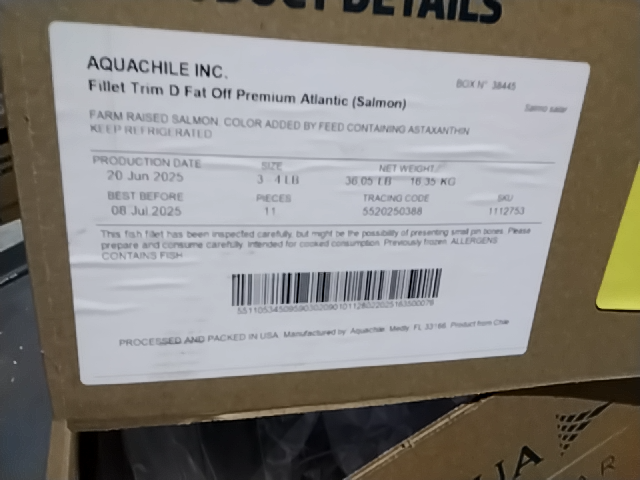 PRODUCT DETAILS
AQUACHILE INC.
BOX N° 38445
Fillet Trim D Fat Off Premium Atlantic (Salmon)
Salmo salar
FARM RAISED SALMON, COLOR ADDED BY FEED CONTAINING ASTAXANTHIN
KEEP REFRIGERATED
PRODUCTION DATE SIZE NET WEIGHT
20 Jun 2025 3 4 LB 36.05 LB 16.35 KG
BEST BEFORE PIECES TRACING CODE SKU
08 Jul 2025 11 5520250388 1112753
This fish fillet has been inspected carefully, but might be the possibility of presenting small pin bones. Please
prepare and consume carefully. Intended for cooked consumption. Previously frozen. ALLERGENS:
CONTAINS FISH
PROCESSED AND PACKED IN USA. Manufactured by: Aquachile. Medly, FL 33166. Product from Chile